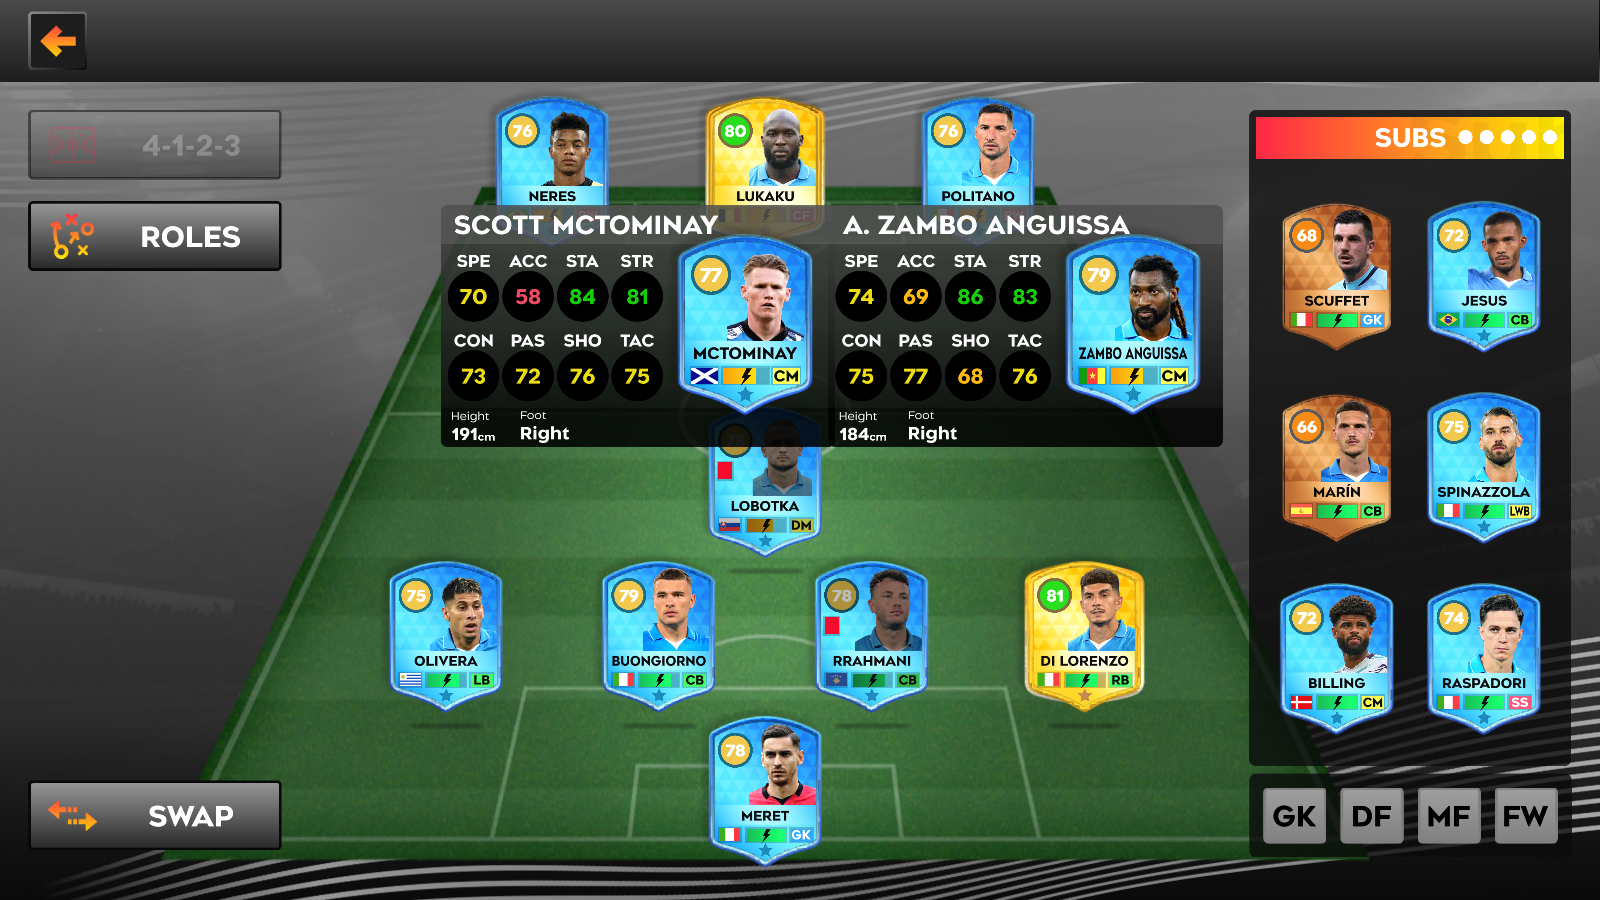 4-1-2-3
ROLES
SWAP
76
NERES
80
LUKAKU
CF
76
POLITANO
SCOTT MCTOMINAY
SPE ACC STA STR
70 58 84 81
CON PAS SHO TAC
73 72 76 75
Height Foot
191cm Right
77
MCTOMINAY
CM
A. ZAMBO ANGUISSA
SPE ACC STA STR
74 69 86 83
CON PAS SHO TAC
75 77 68 76
Height Foot
184cm Right
79
ZAMBO ANGUISSA
CM
78
LOBOTKA
DM
75
OLIVERA
LB
79
BUONGIORNO
CB
78
RRAHMANI
CB
81
DI LORENZO
RB
78
MERET
GK
SUBS
68
SCUFFET
GK
72
JESUS
CB
66
MARÍN
CB
75
SPINAZZOLA
LWB
72
BILLING
CM
74
RASPADORI
SS
GK DF MF FW